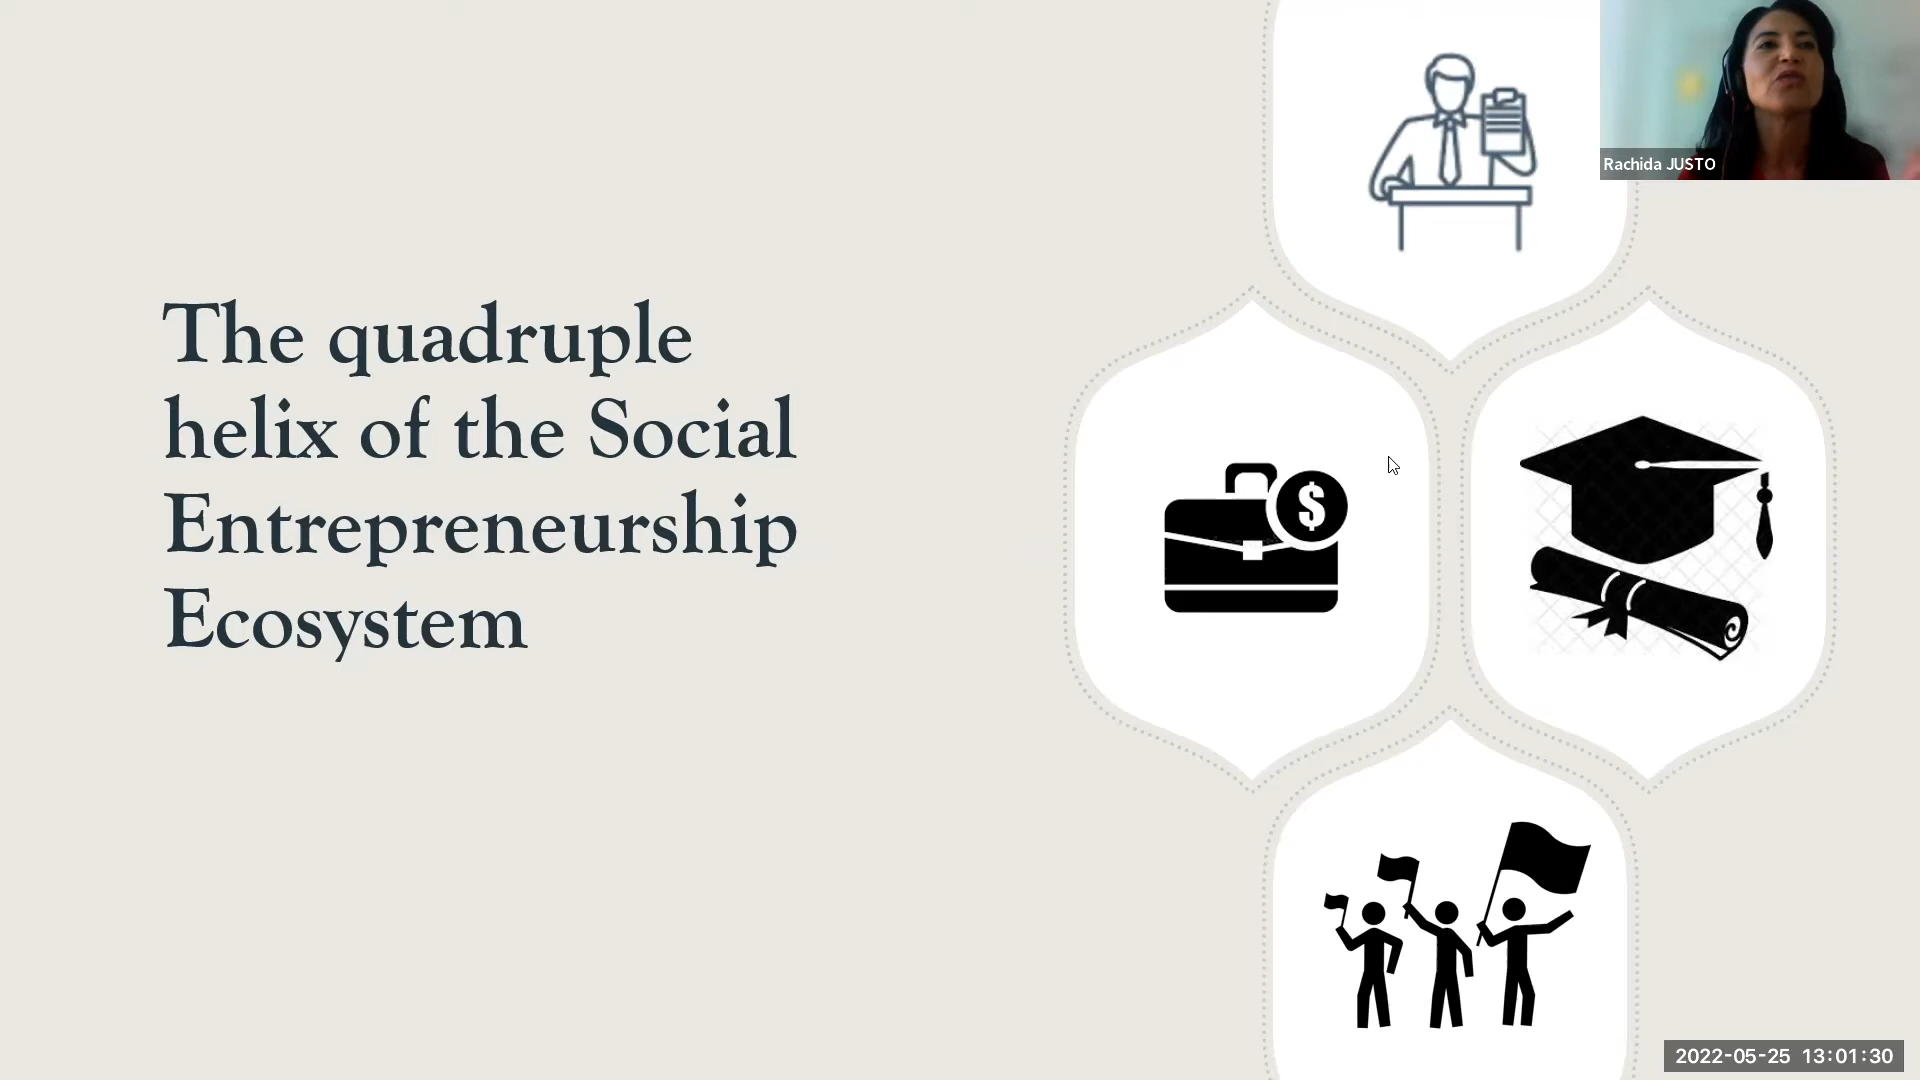 The quadruple
helix of the Social
Entrepreneurship
Ecosystem
$
Rachida JUSTO
2022-05-25 13:01:30